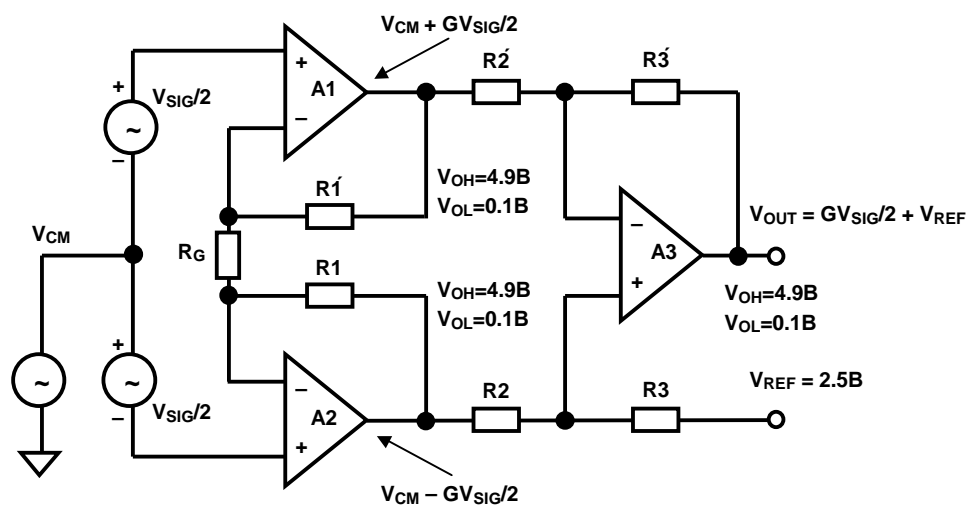 V_CM + GV_SIG/2
+
A1
−
R2́
R3́
+
V_SIG/2
~
−
R1́
V_OH=4.9B
V_OL=0.1B
V_CM
R_G
−
A3
+
V_OUT = GV_SIG/2 + V_REF
R1
V_OH=4.9B
V_OL=0.1B
V_OH=4.9B
V_OL=0.1B
+
~
~
V_SIG/2
−
−
A2
+
R2
R3
V_REF = 2.5B
V_CM − GV_SIG/2